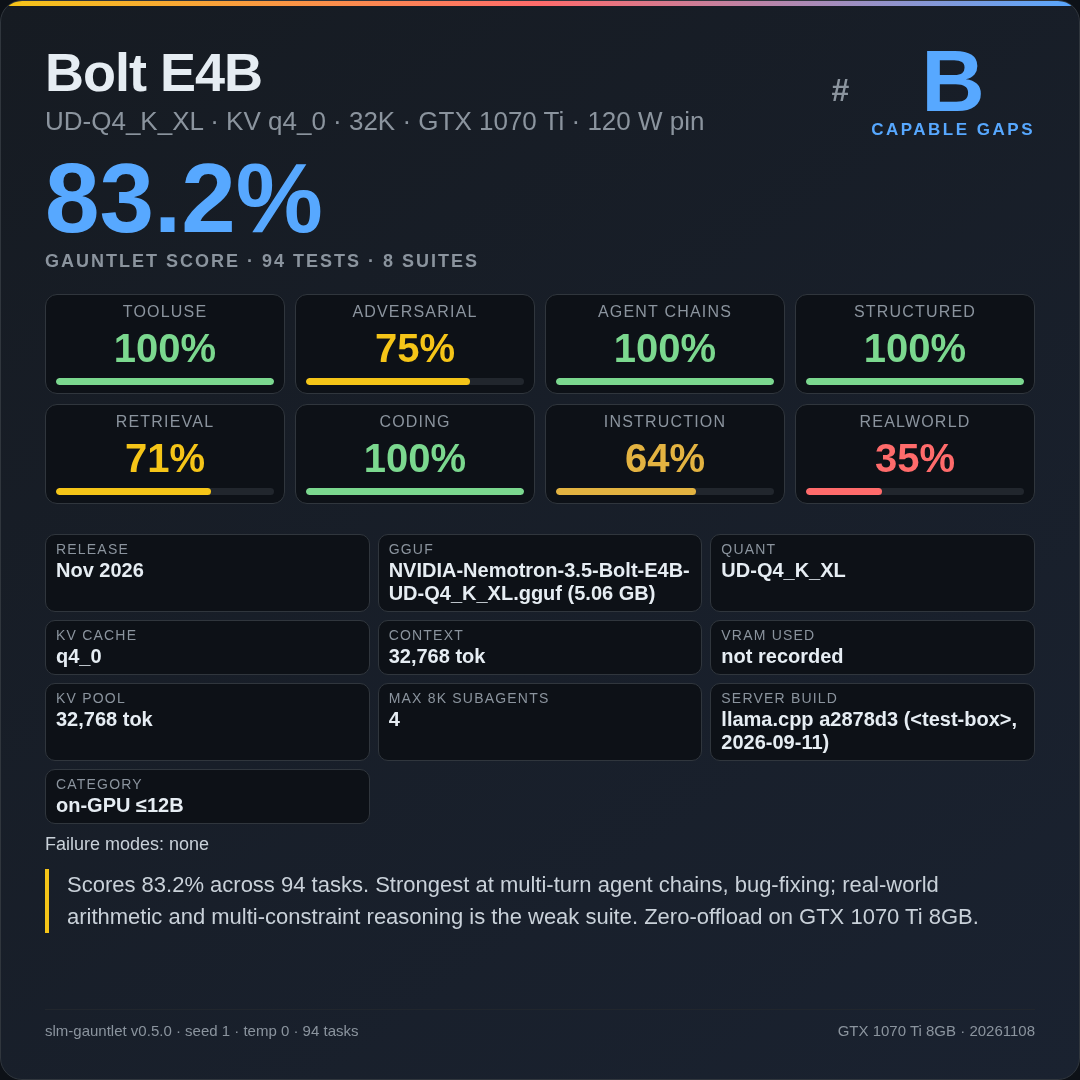 Bolt E4B
UD-Q4_K_XL · KV q4_0 · 32K · GTX 1070 Ti · 120 W pin
#
B
CAPABLE GAPS
83.2%
GAUNTLET SCORE · 94 TESTS · 8 SUITES
TOOLUSE
100%
ADVERSARIAL
75%
AGENT CHAINS
100%
STRUCTURED
100%
RETRIEVAL
71%
CODING
100%
INSTRUCTION
64%
REALWORLD
35%
RELEASE
Nov 2026
GGUF
NVIDIA-Nemotron-3.5-Bolt-E4B-
UD-Q4_K_XL.gguf (5.06 GB)
QUANT
UD-Q4_K_XL
KV CACHE
q4_0
CONTEXT
32,768 tok
VRAM USED
not recorded
KV POOL
32,768 tok
MAX 8K SUBAGENTS
4
SERVER BUILD
llama.cpp a2878d3 (<test-box>,
2026-09-11)
CATEGORY
on-GPU ≤12B
Failure modes: none
Scores 83.2% across 94 tasks. Strongest at multi-turn agent chains, bug-fixing; real-world
arithmetic and multi-constraint reasoning is the weak suite. Zero-offload on GTX 1070 Ti 8GB.
slm-gauntlet v0.5.0 · seed 1 · temp 0 · 94 tasks
GTX 1070 Ti 8GB · 20261108